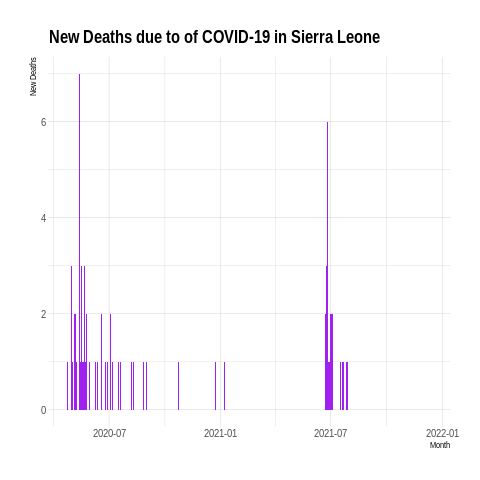 New Deaths due to of COVID-19 in Sierra Leone
New Deaths
6
4
2
0
2020-07
2021-01
2021-07
2022-01
Month